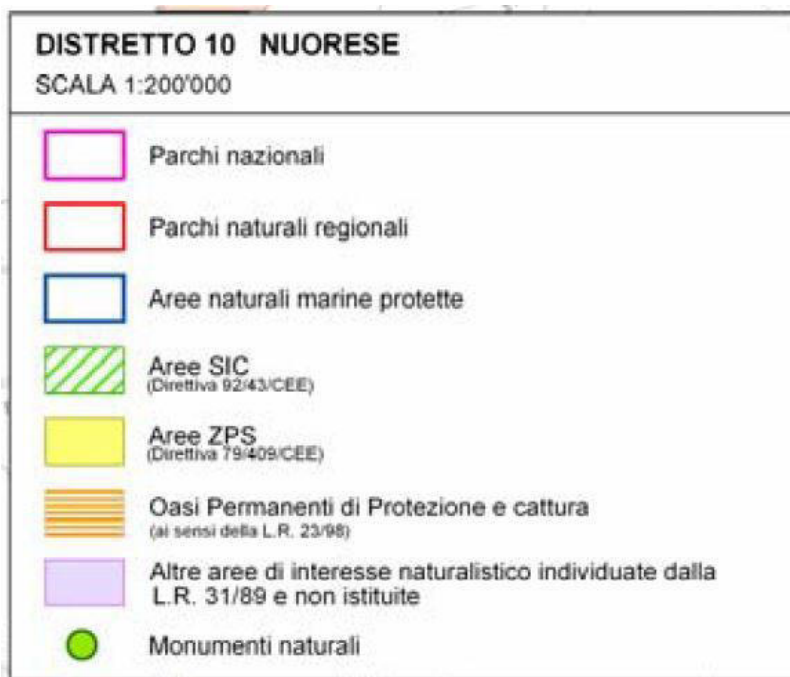 DISTRETTO 10 NUORESE
SCALA 1:200'000
Parchi nazionali
Parchi naturali regionali
Aree naturali marine protette
Aree SIC
(Direttiva 92/43/CEE)
Aree ZPS
(Direttiva 79/409/CEE)
Oasi Permanenti di Protezione e cattura
(ai sensi della L.R. 23/98)
Altre aree di interesse naturalistico individuate dalla
L.R. 31/89 e non istituite
Monumenti naturali